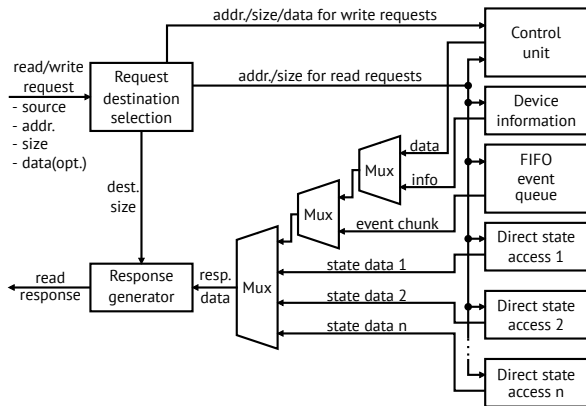 addr./size/data for write requests
Control
unit
read/write
request
- source
- addr.
- size
- data(opt.)
Request
destination
selection
addr./size for read requests
Device
information
data
Mux
info
FIFO
event
queue
dest.
size
Mux
event chunk
Direct state
access 1
read
response
Response
generator
resp.
data
Mux
state data 1
state data 2
Direct state
access 2
state data n
Direct state
access n